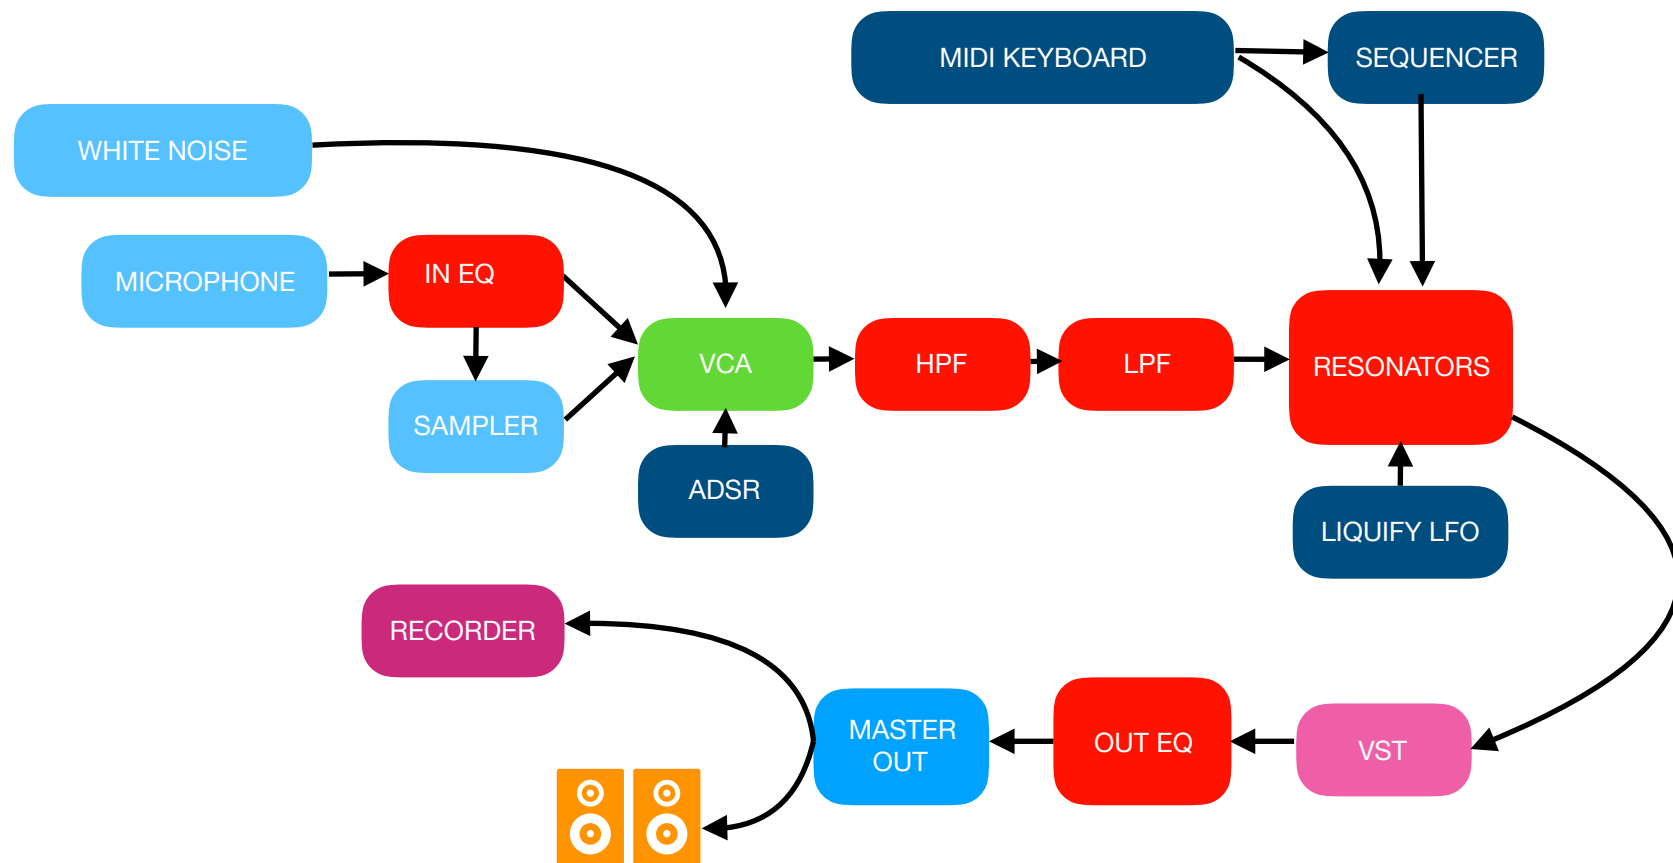 MIDI KEYBOARD
SEQUENCER
WHITE NOISE
MICROPHONE
IN EQ
VCA
HPF
LPF
RESONATORS
SAMPLER
ADSR
LIQUIFY LFO
RECORDER
MASTER
OUT
OUT EQ
VST